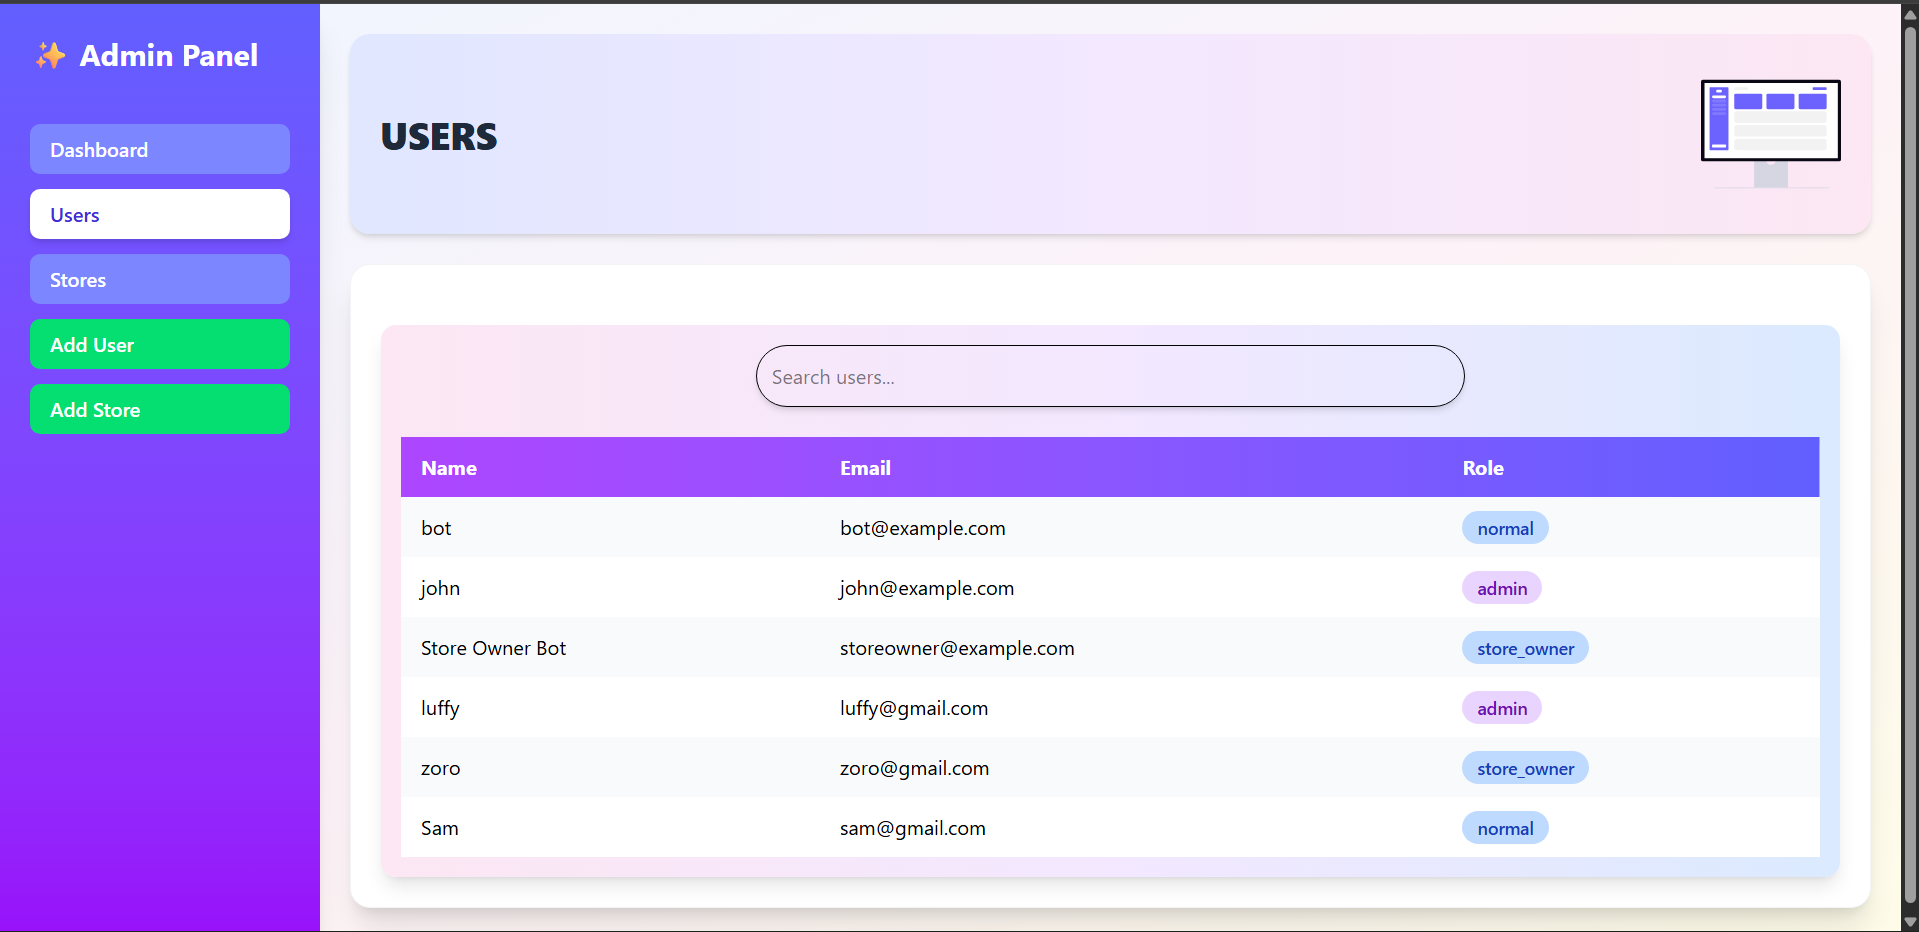 ✨ Admin Panel
Dashboard
Users
Stores
Add User
Add Store
USERS
Search users...
Name Email Role
bot bot@example.com normal
john john@example.com admin
Store Owner Bot storeowner@example.com store_owner
luffy luffy@gmail.com admin
zoro zoro@gmail.com store_owner
Sam sam@gmail.com normal